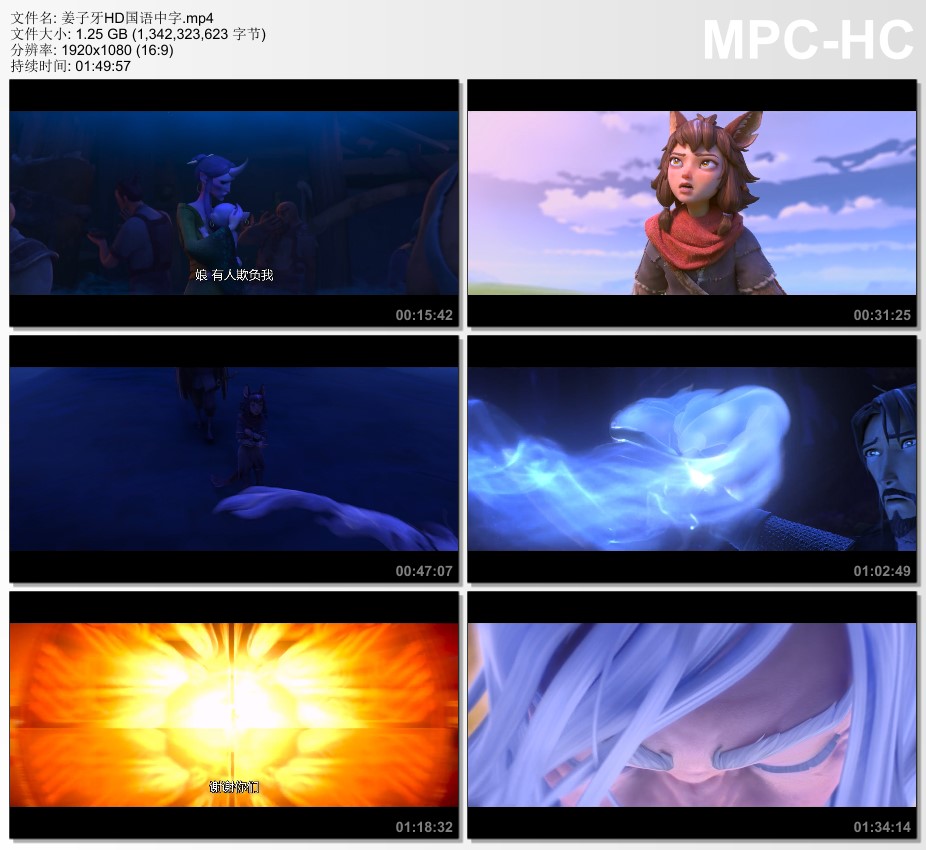 文件名: 姜子牙HD国语中字.mp4
文件大小: 1.25 GB (1,342,323,623 字节)
分辨率: 1920x1080 (16:9)
持续时间: 01:49:57
MPC-HC
娘 有人欺负我
00:15:42
00:31:25
00:47:07
01:02:49
谢谢你们
01:18:32
01:34:14